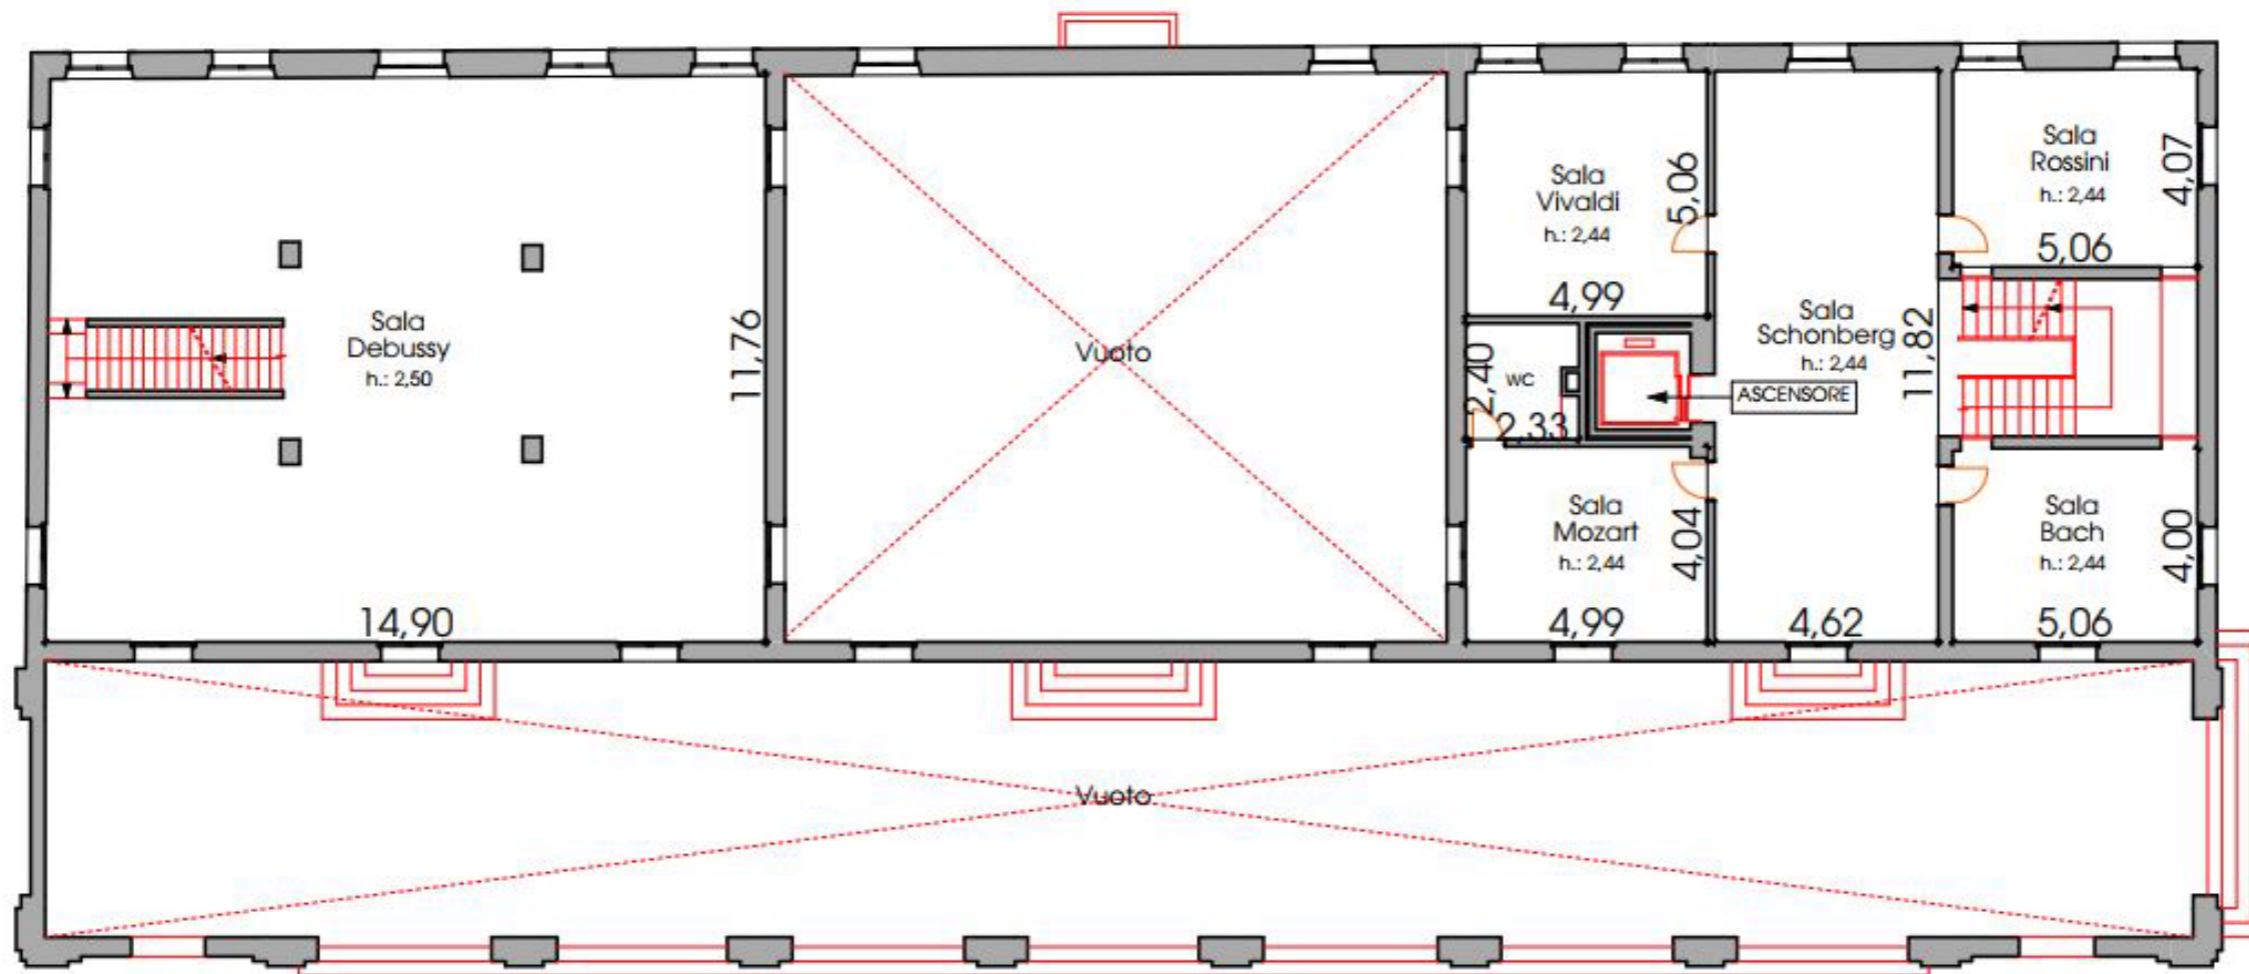 Sala
Debussy
h.: 2,50
11,76
14,90
Vuoto
Sala
Vivaldi
h.: 2,44
5,06
4,99
2,40
WC
2,33
ASCENSORE
Sala
Mozart
h.: 2,44
4,04
4,99
Sala
Schonberg
h.: 2,44
11,82
4,62
Sala
Rossini
h.: 2,44
4,07
5,06
Sala
Bach
h.: 2,44
4,00
5,06
Vuoto